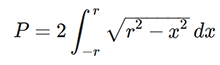 P = 2 ∫_{-r}^{r} √(r² − x²) dx